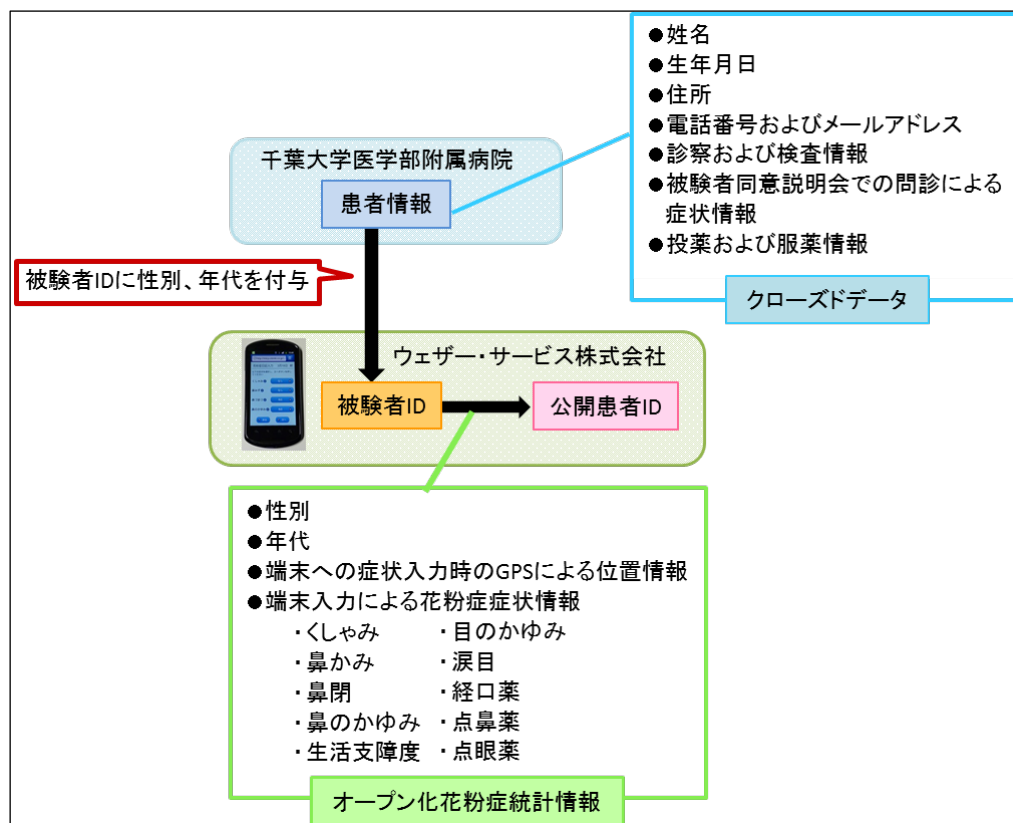 ●姓名
●生年月日
●住所
●電話番号およびメールアドレス
●診察および検査情報
●被験者同意説明会での問診による
症状情報
●投薬および服薬情報
クローズドデータ
千葉大学医学部附属病院
患者情報
被験者IDに性別、年代を付与
ウェザー・サービス株式会社
被験者ID
公開患者ID
●性別
●年代
●端末への症状入力時のGPSによる位置情報
●端末入力による花粉症症状情報
・くしゃみ ・目のかゆみ
・鼻かみ ・涙目
・鼻閉 ・経口薬
・鼻のかゆみ ・点鼻薬
・生活支障度 ・点眼薬
オープン化花粉症統計情報